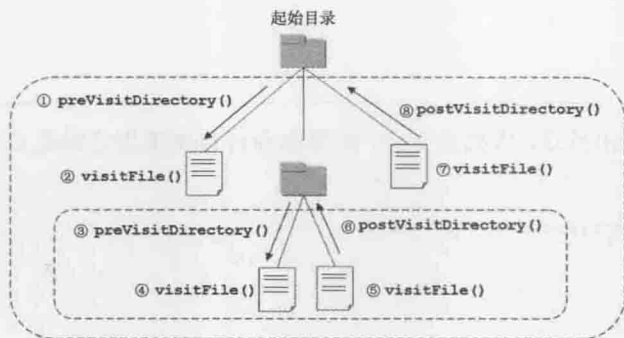 起始目录
① preVisitDirectory()
⑧ postVisitDirectory()
② visitFile()
⑦ visitFile()
③ preVisitDirectory()
⑥ postVisitDirectory()
④ visitFile()
⑤ visitFile()